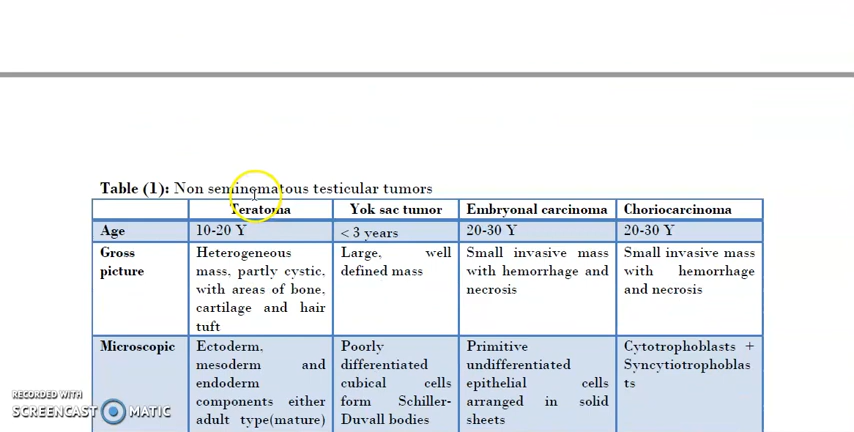 Table (1): Non seminematous testicular tumors
Teratoma Yok sac tumor Embryonal carcinoma Choriocarcinoma
Age 10-20 Y < 3 years 20-30 Y 20-30 Y
Gross picture
Heterogeneous
mass, partly cystic,
with areas of bone,
cartilage and hair
tuft
Large, well
defined mass
Small invasive mass
with hemorrhage and
necrosis
Small invasive mass
with hemorrhage
and necrosis
Microscopic
Ectoderm,
mesoderm and
endoderm
components either
adult type(mature)
Poorly
differentiated
cubical cells
form Schiller-
Duvall bodies
Primitive
undifferentiated
epithelial cells
arranged in solid
sheets
Cytotrophoblasts +
Syncytiotrophoblas
ts
RECORDED WITH
SCREENCAST MATIC